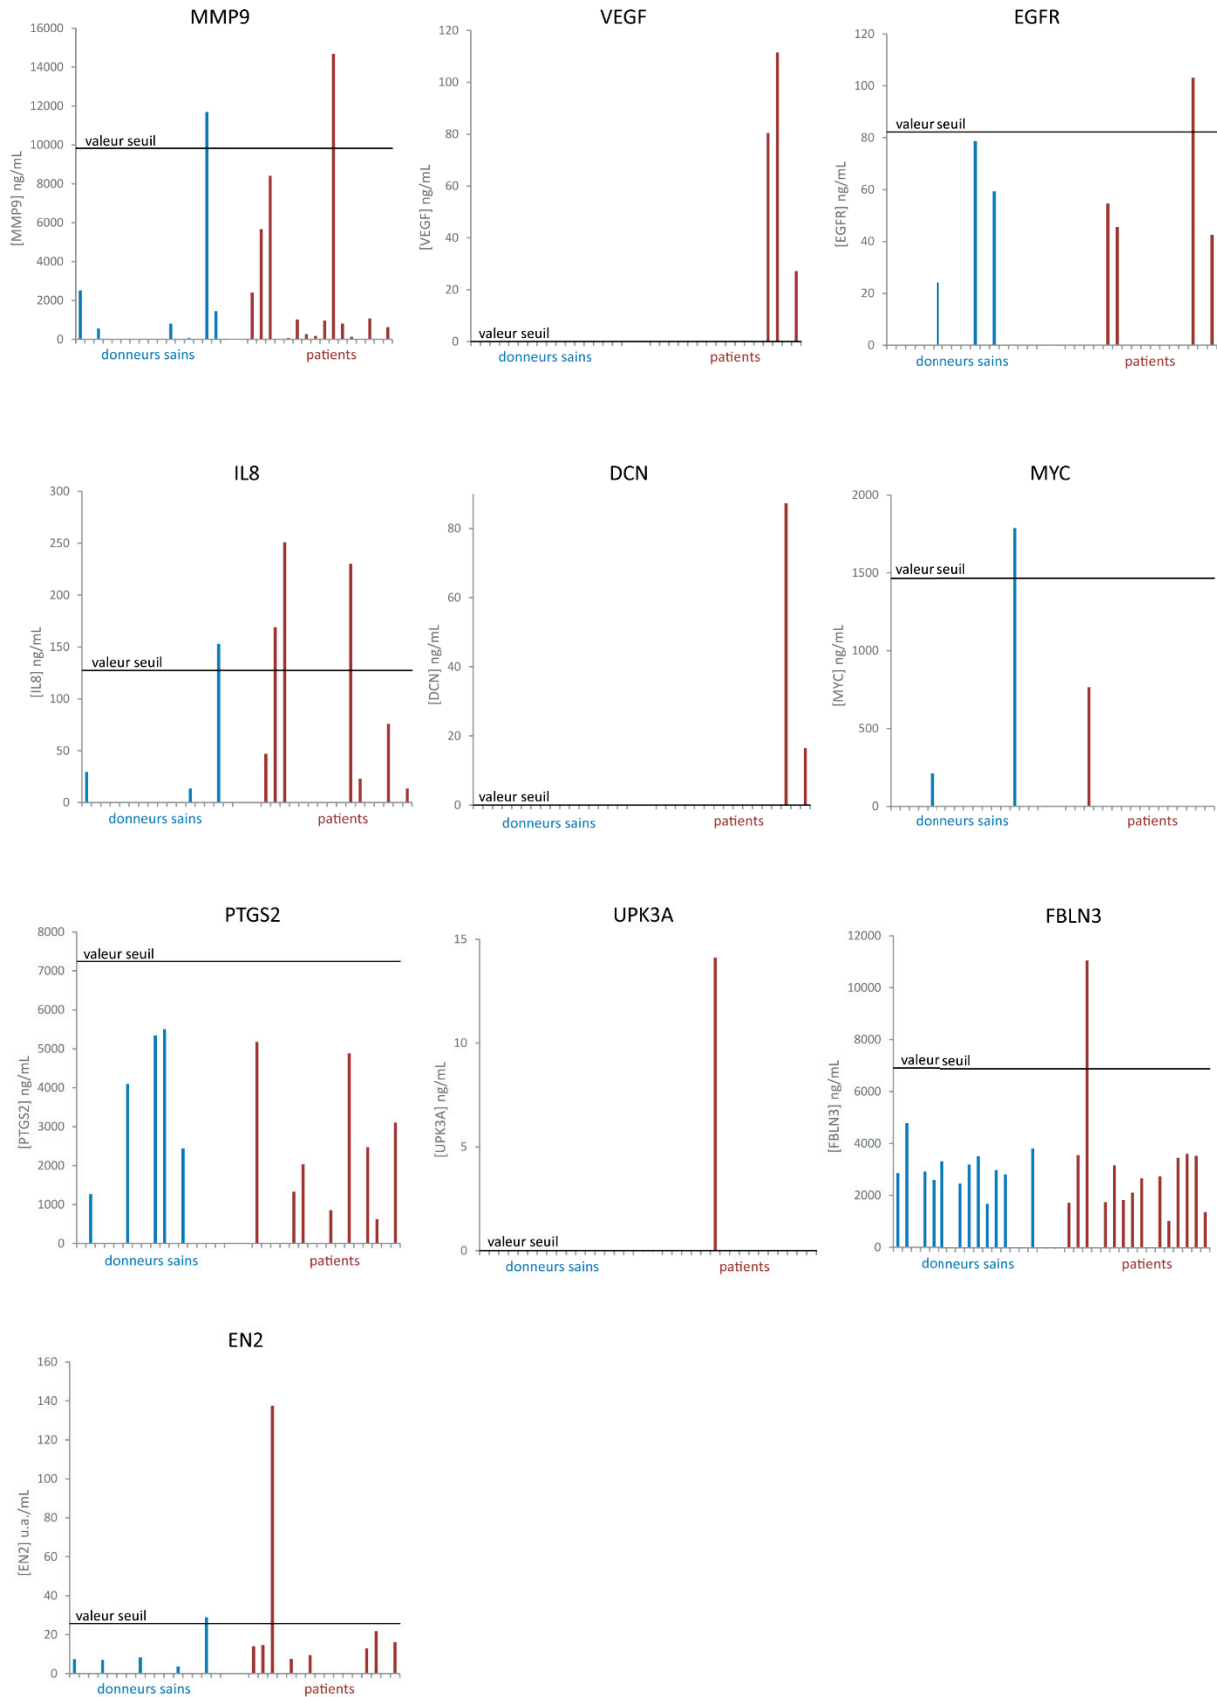 MMP9
16000
14000
12000
10000
8000
6000
4000
2000
0
[MMP9] ng/mL
valeur seuil
donneurs sains
patients
VEGF
120
100
80
60
40
20
0
[VEGF] ng/mL
valeur seuil
donneurs sains
patients
EGFR
120
100
80
60
40
20
0
[EGFR] ng/mL
valeur seuil
donneurs sains
patients
IL8
300
250
200
150
100
50
0
[IL8] ng/mL
valeur seuil
donneurs sains
patients
DCN
80
60
40
20
0
[DCN] ng/mL
valeur seuil
donneurs sains
patients
MYC
2000
1500
1000
500
0
[MYC] ng/mL
valeur seuil
donneurs sains
patients
PTGS2
8000
7000
6000
5000
4000
3000
2000
1000
0
[PTGS2] ng/mL
valeur seuil
donneurs sains
patients
UPK3A
15
10
5
0
[UPK3A] ng/mL
valeur seuil
donneurs sains
patients
FBLN3
12000
10000
8000
6000
4000
2000
0
[FBLN3] ng/mL
valeur seuil
donneurs sains
patients
EN2
160
140
120
100
80
60
40
20
0
[EN2] u.a./mL
valeur seuil
donneurs sains
patients